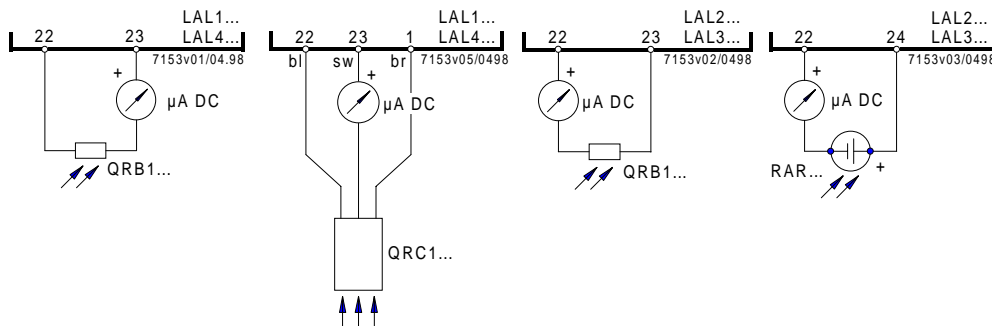 LAL1...
22 23 LAL4...
7153v01/04.98
+
µA DC
QRB1...
LAL1...
22 23 1 LAL4...
bl sw + br 7153v05/0498
µA DC
QRC1...
LAL2...
22 23 LAL3...
+ 7153v02/0498
µA DC
QRB1...
LAL2...
22 24 LAL3...
+ 7153v03/0498
µA DC
RAR... +